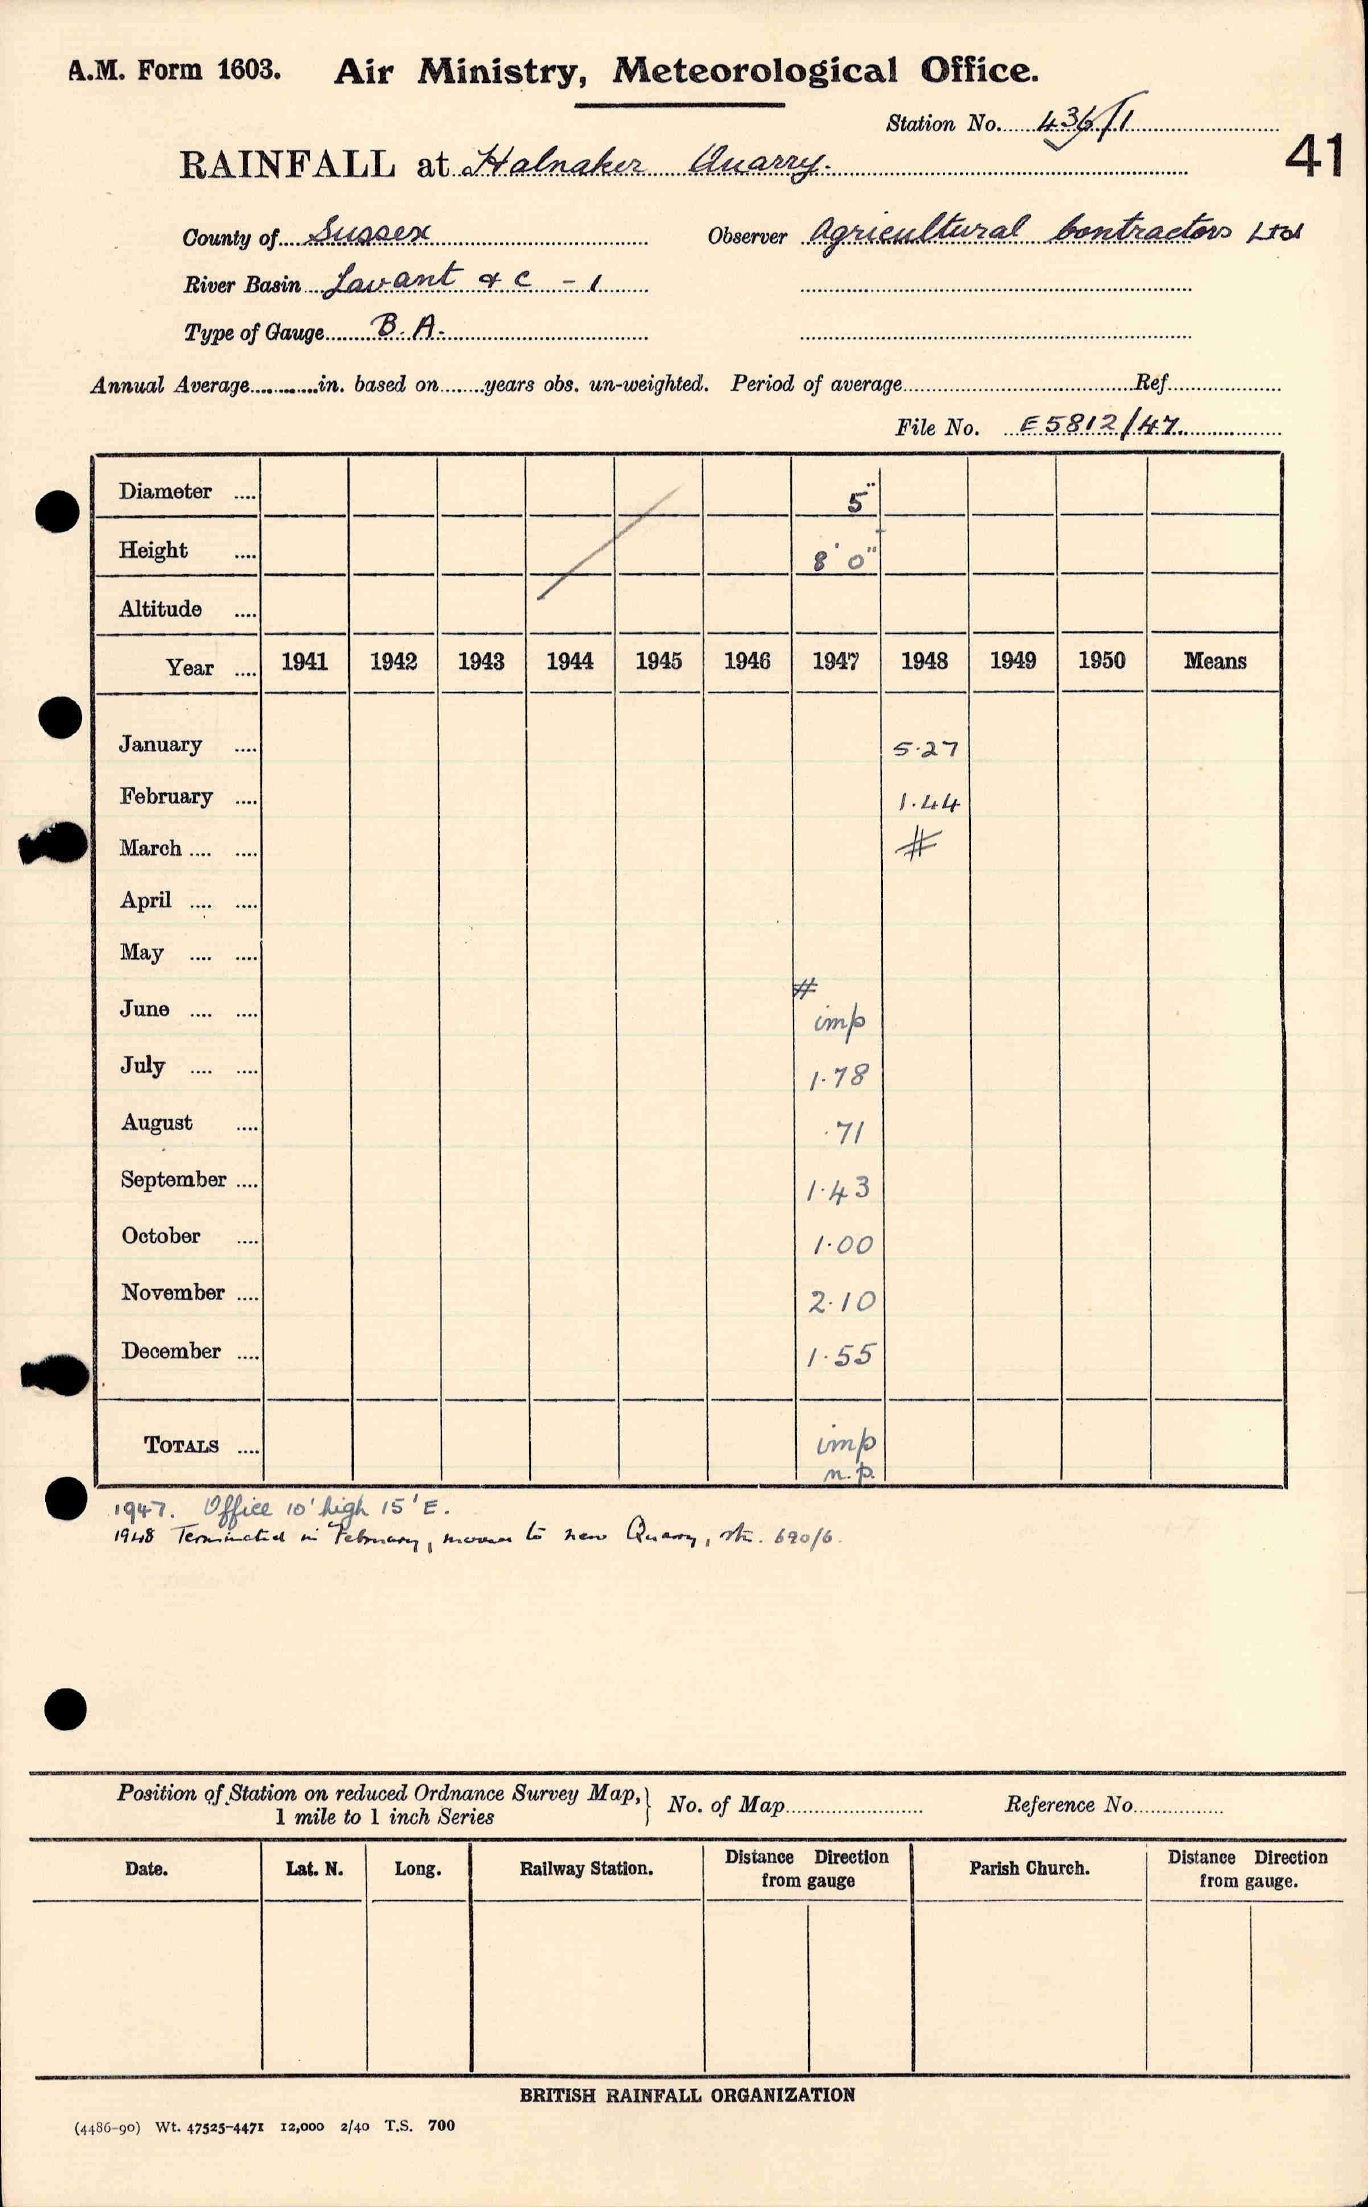 A.M. Form 1603. Air Ministry, Meteorological Office.
Station No. 436/1
41
RAINFALL at Halnaker Quarry.
County of Sussex Observer Agricultural Contractors Ltd
River Basin Lavant & C - 1
Type of Gauge B.A.
Annual Average in. based on years obs. un-weighted. Period of average Ref.
File No. E5812/47.
Diameter 5"
Height 8' 0"
Altitude
Year 1941 1942 1943 1944 1945 1946 1947 1948 1949 1950 Means
January 5.27
February 1.44
March #
April
May
#
June imp
July 1.78
August .71
September 1.43
October 1.00
November 2.10
December 1.55
TOTALS imp
n.p.
1947. Office 10' high 15' E.
1948 Terminated in February, moved to new Quarry, stn. 620/6.
Position of Station on reduced Ordnance Survey Map, 1 mile to 1 inch Series No. of Map Reference No.
Date. Lat. N. Long. Railway Station. Distance Direction from gauge Parish Church. Distance Direction from gauge.
BRITISH RAINFALL ORGANIZATION
(4486-90) Wt. 47525-4471 12,000 2/40 T.S. 700